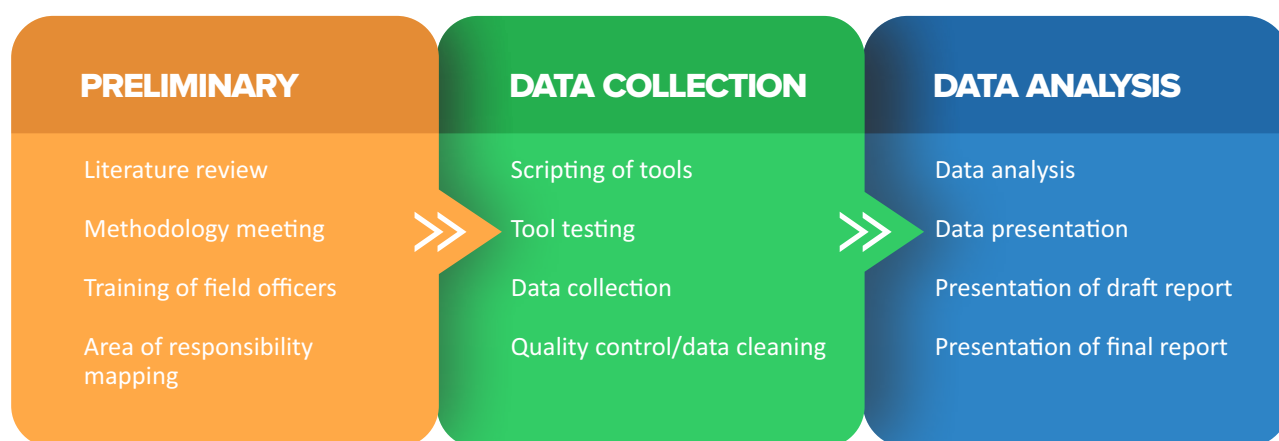 PRELIMINARY
Literature review
Methodology meeting
Training of field officers
Area of responsibility
mapping
DATA COLLECTION
Scripting of tools
Tool testing
Data collection
Quality control/data cleaning
DATA ANALYSIS
Data analysis
Data presentation
Presentation of draft report
Presentation of final report